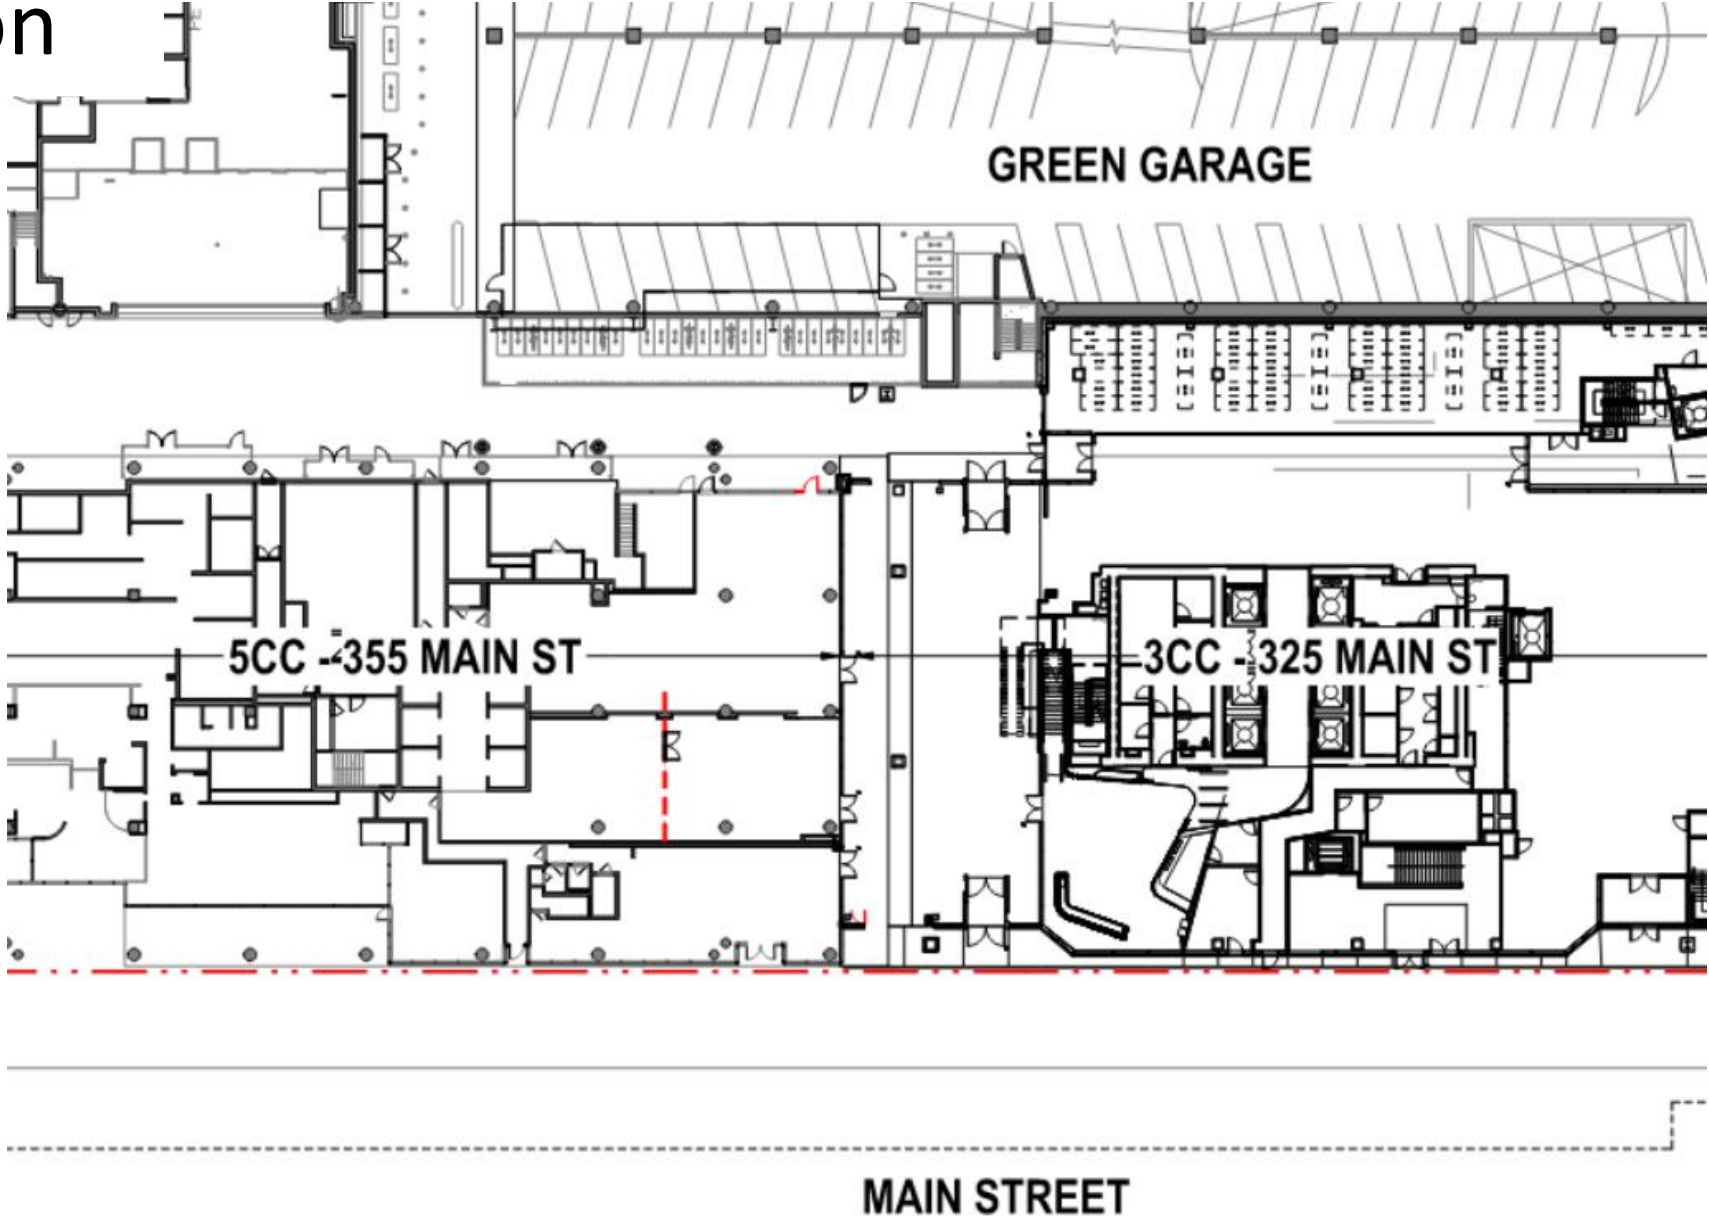 on
GREEN GARAGE
5CC - 355 MAIN ST
3CC - 325 MAIN ST
MAIN STREET